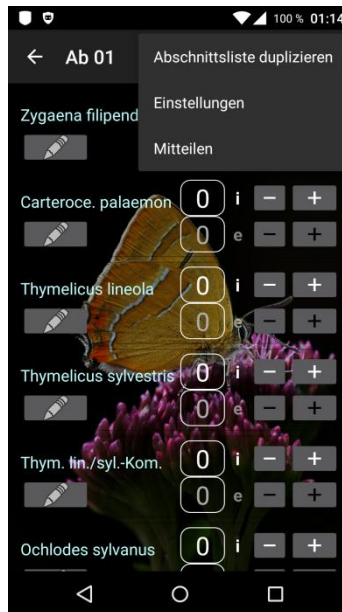 100 % 01:14
Ab 01
Abschnittsliste duplizieren
Einstellungen
Mitteilen
Zygaena filipend
Carteroce. palaemon 0 i − +
0 e − +
Thymelicus lineola 0 i − +
0 e − +
Thymelicus sylvestris 0 i − +
0 e − +
Thym. lin./syl.-Kom. 0 i − +
0 e − +
Ochlodes sylvanus 0 i − +